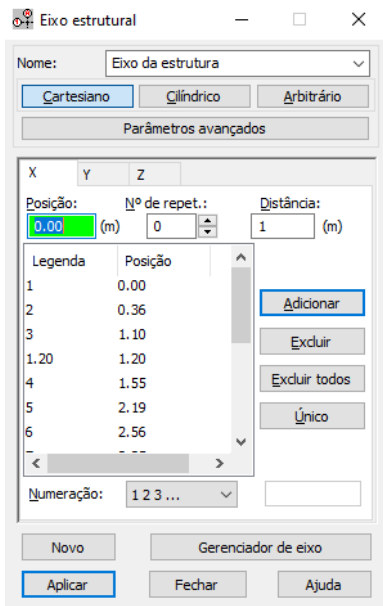 Eixo estrutural
Nome: Eixo da estrutura
Cartesiano Cilíndrico Arbitrário
Parâmetros avançados
X Y Z
Posição: Nº de repet.: Distância:
0.00 (m) 0 1 (m)
Legenda Posição
1 0.00
2 0.36
3 1.10
1.20 1.20
4 1.55
5 2.19
6 2.56
Adicionar
Excluir
Excluir todos
Único
Numeração: 1 2 3 ...
Novo Gerenciador de eixo
Aplicar Fechar Ajuda